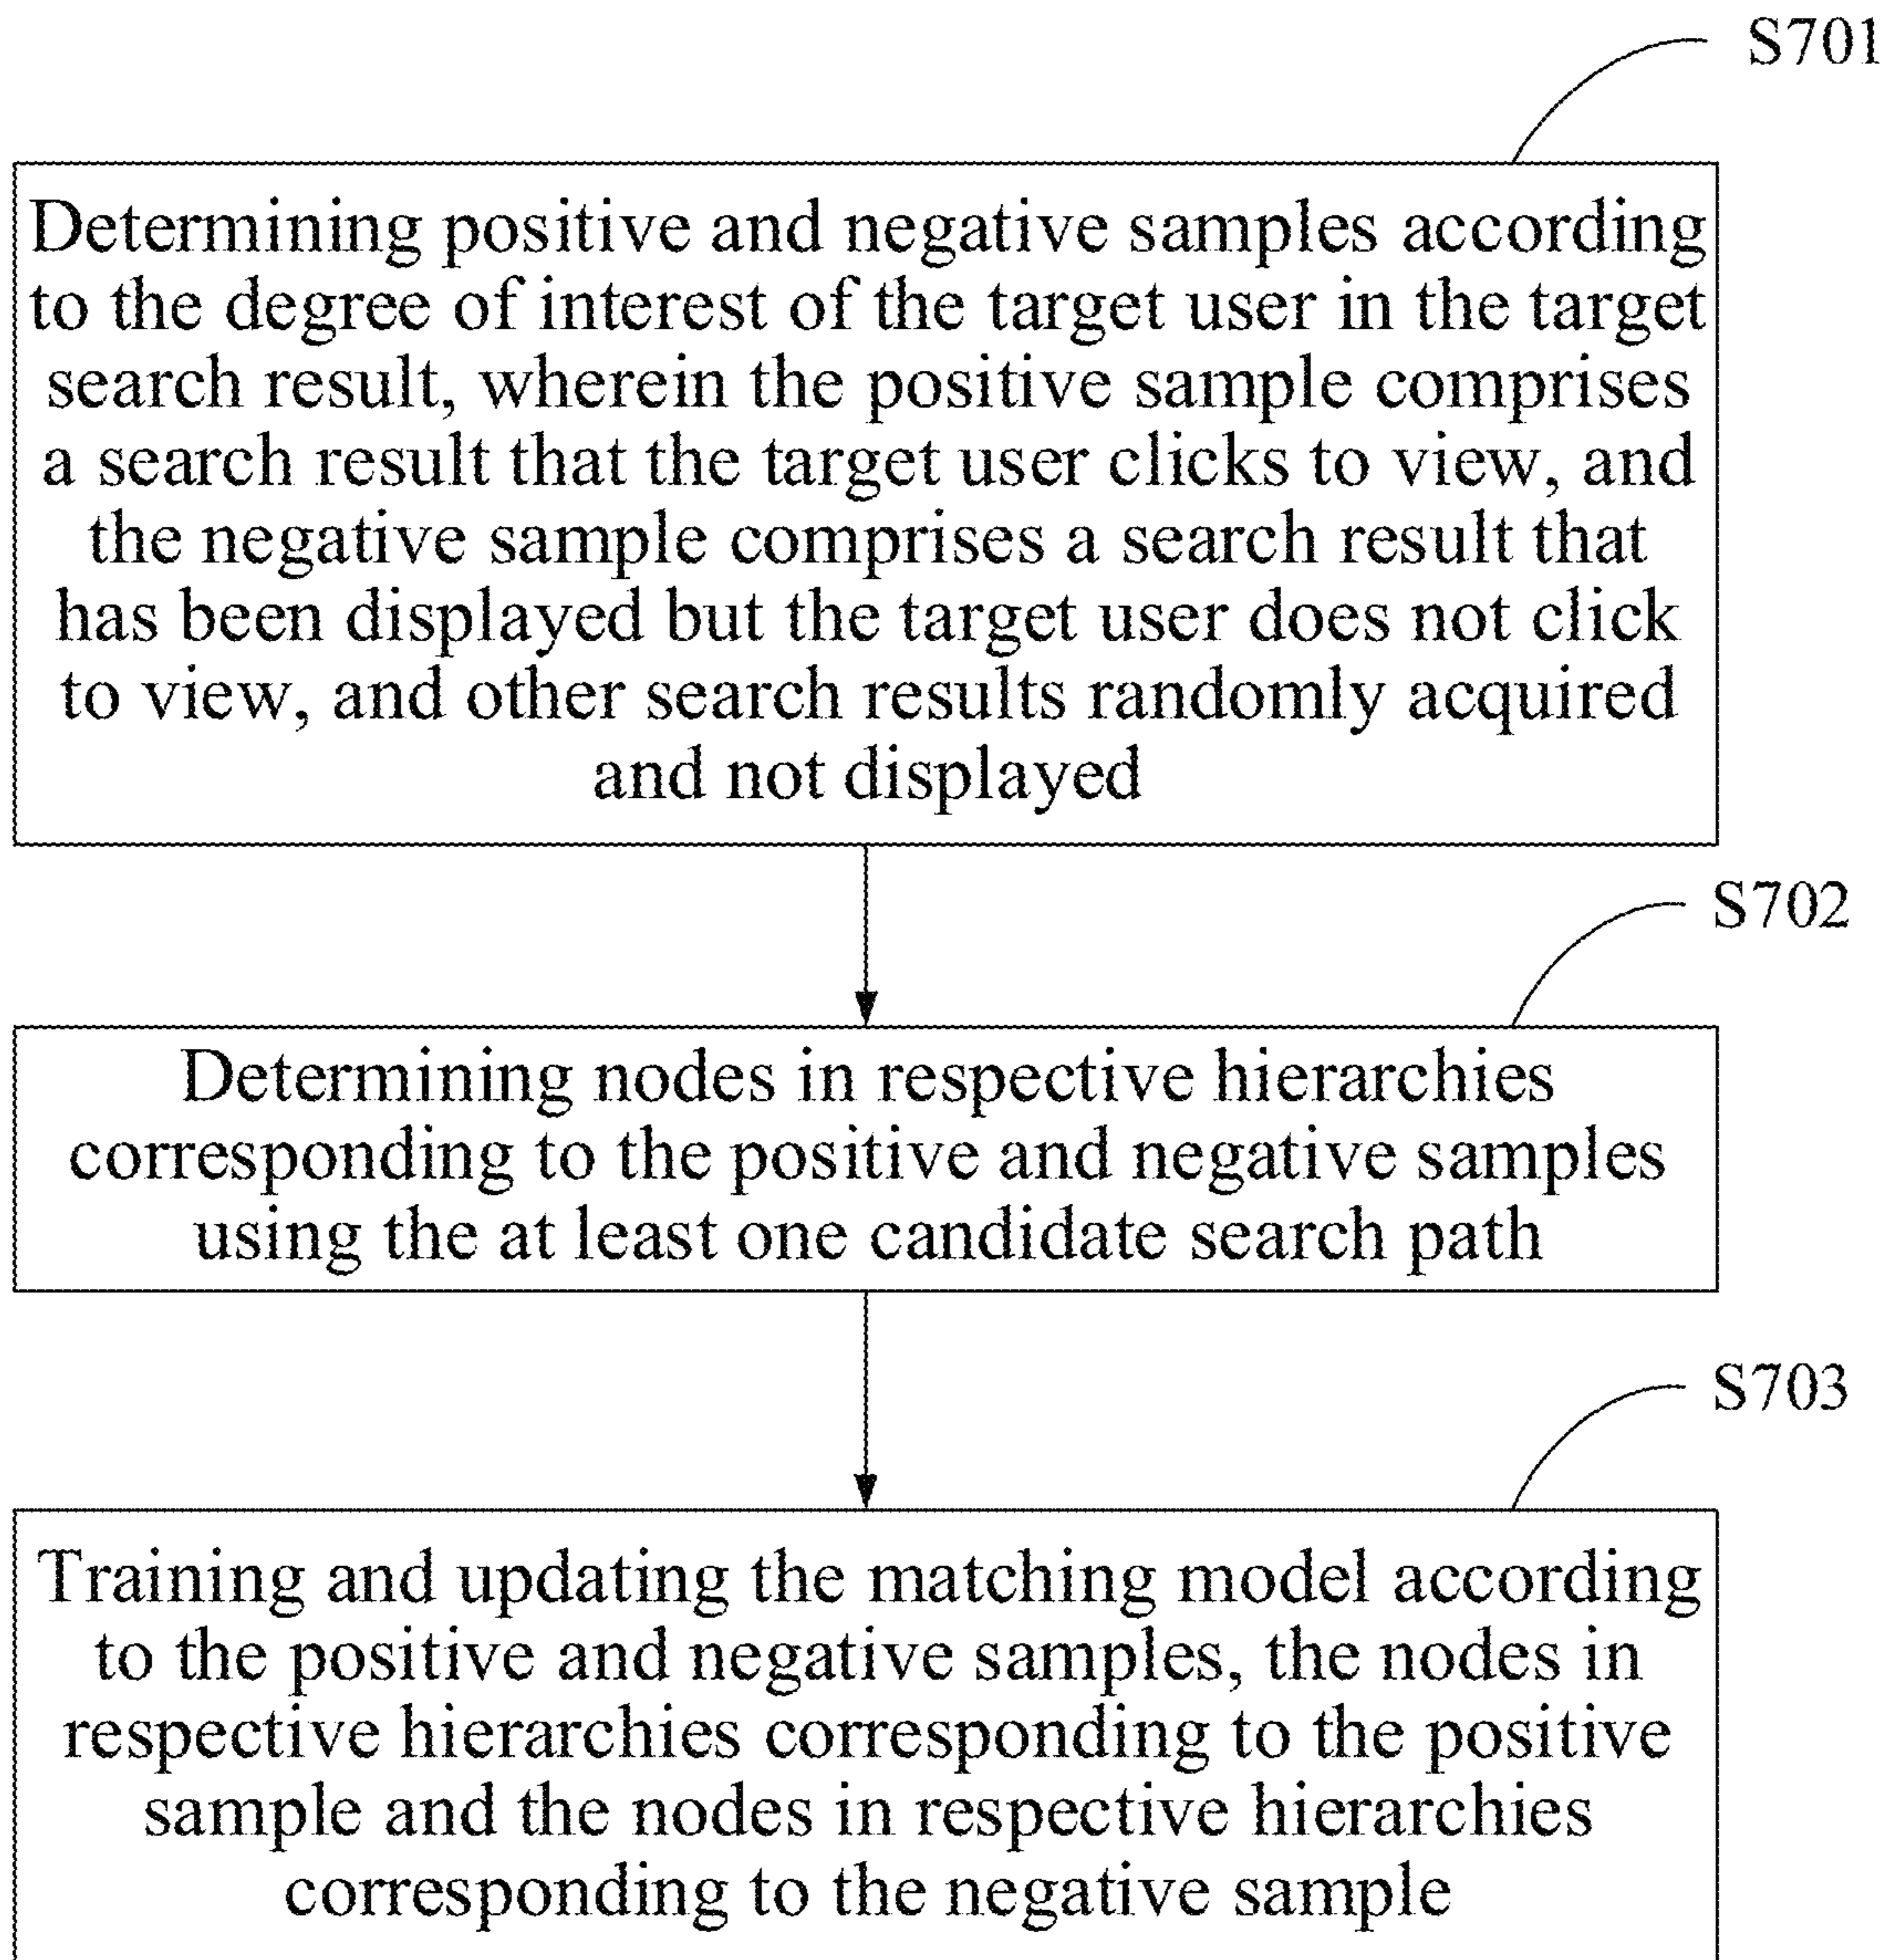 S701
Determining positive and negative samples according
to the degree of interest of the target user in the target
search result, wherein the positive sample comprises
a search result that the target user clicks to view, and
the negative sample comprises a search result that
has been displayed but the target user does not click
to view, and other search results randomly acquired
and not displayed
S702
Determining nodes in respective hierarchies
corresponding to the positive and negative samples
using the at least one candidate search path
S703
Training and updating the matching model according
to the positive and negative samples, the nodes in
respective hierarchies corresponding to the positive
sample and the nodes in respective hierarchies
corresponding to the negative sample